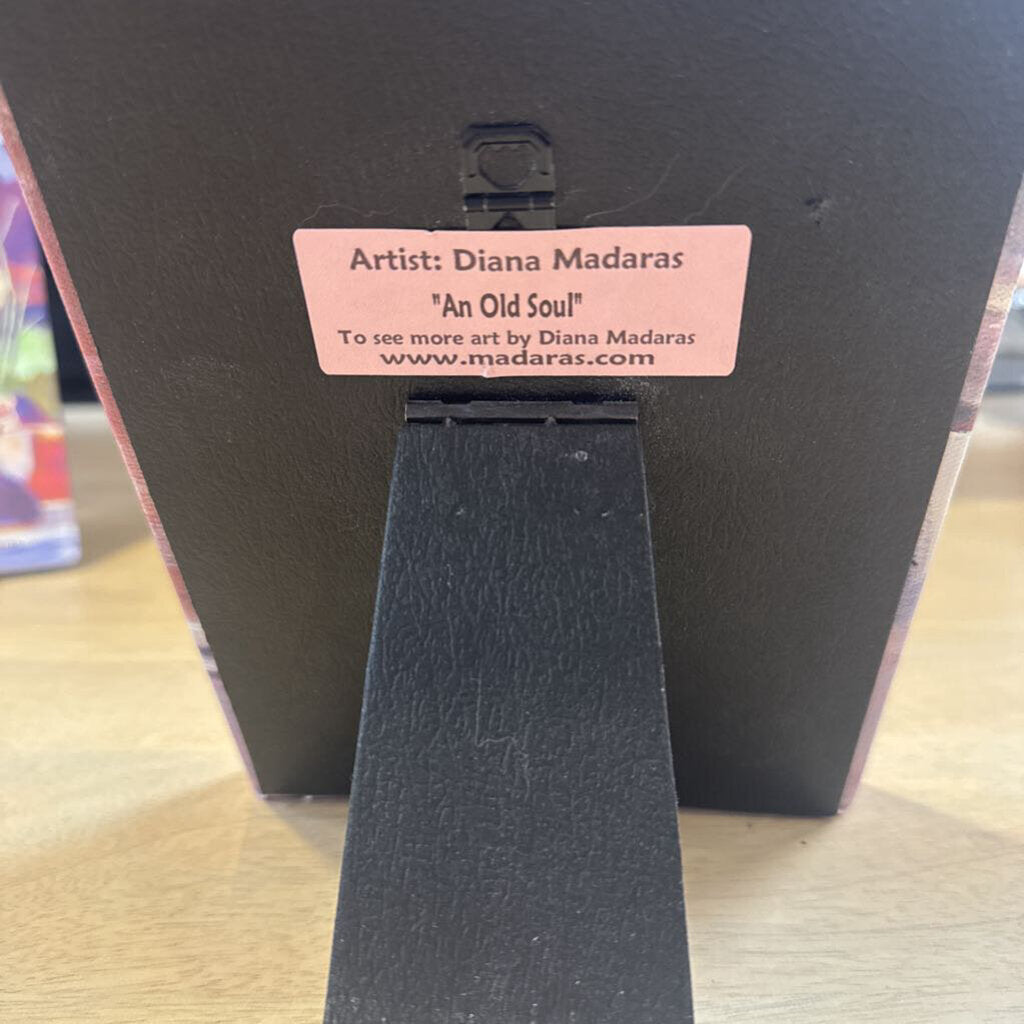 Artist: Diana Madaras
"An Old Soul"
To see more art by Diana Madaras
www.madaras.com